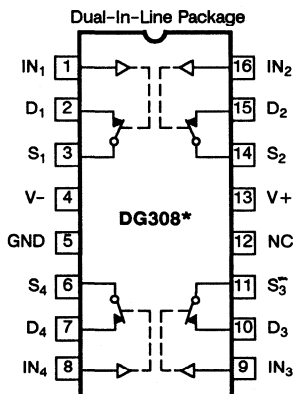 Dual-In-Line Package
IN1 1 16 IN2
D1 2 15 D2
S1 3 14 S2
V- 4 13 V+
DG308*
GND 5 12 NC
S4 6 11 S3
D4 7 10 D3
IN4 8 9 IN3